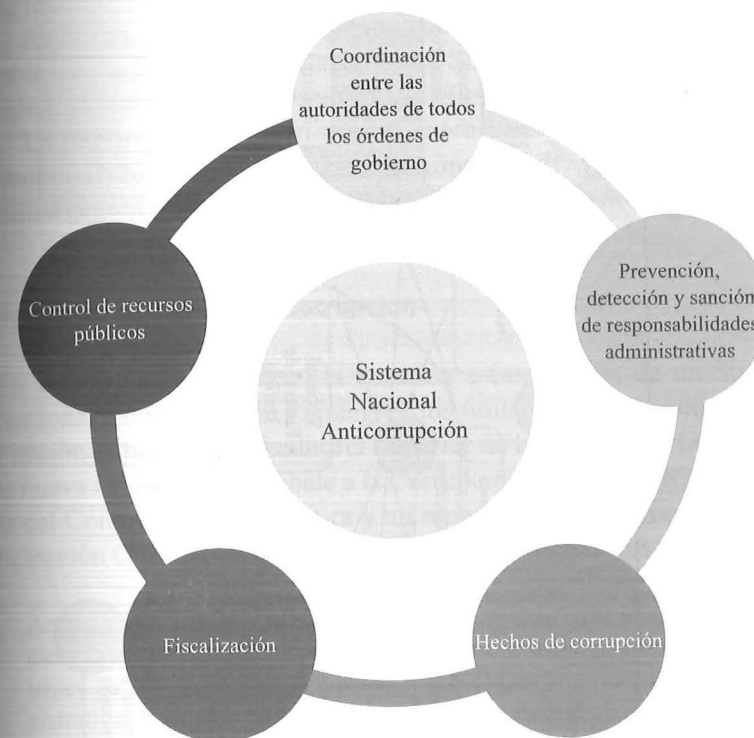 Coordinación
entre las
autoridades de todos
los órdenes de
gobierno
Prevención,
detección y sanción
de responsabilidades
administrativas
Control de recursos
públicos
Sistema
Nacional
Anticorrupción
Fiscalización
Hechos de corrupción